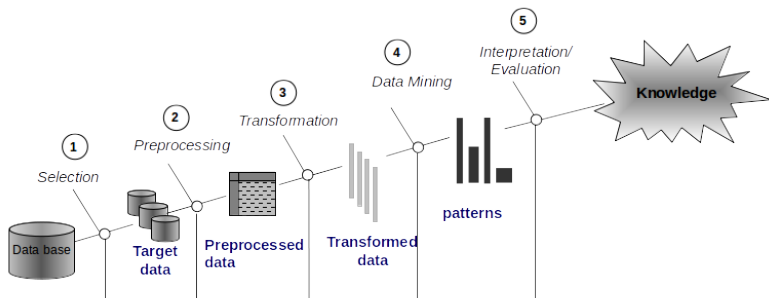 1
Selection
Data base
2
Preprocessing
Target
data
3
Transformation
Preprocessed
data
4
Data Mining
Transformed
data
5
Interpretation/
Evaluation
patterns
Knowledge